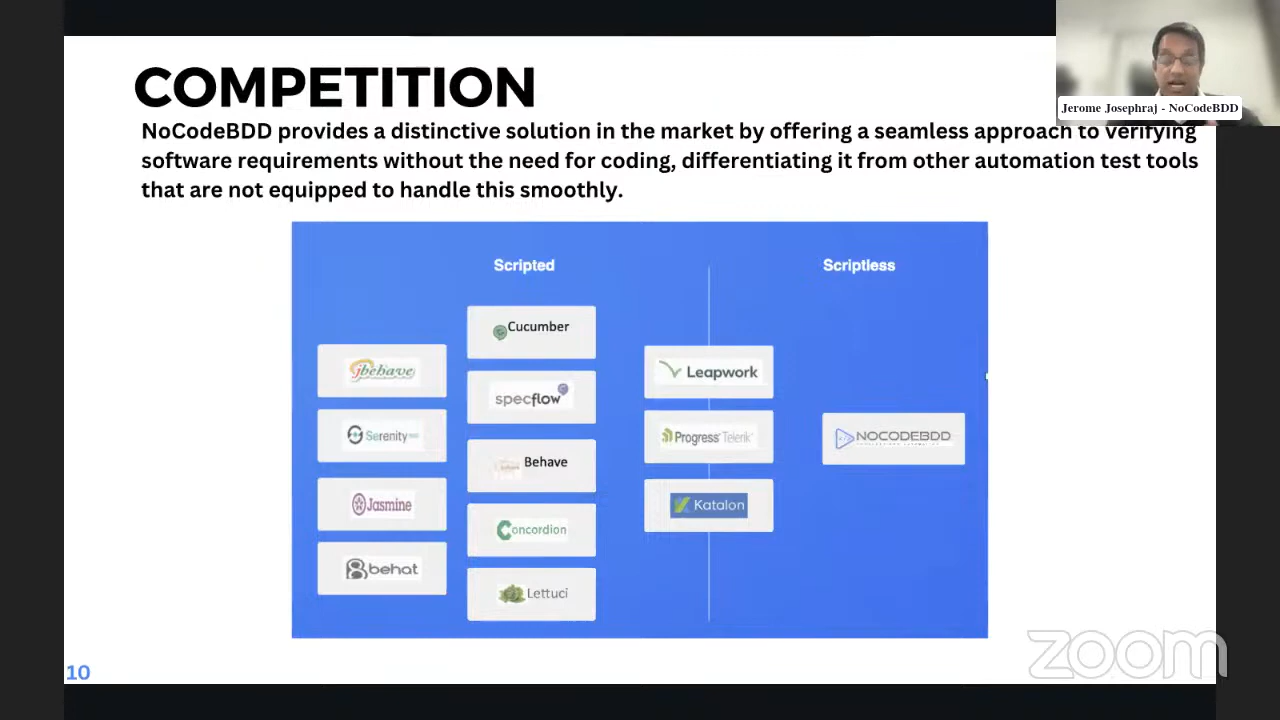 COMPETITION
Jerome Josephraj - NoCodeBDD
NoCodeBDD provides a distinctive solution in the market by offering a seamless approach to verifying
software requirements without the need for coding, differentiating it from other automation test tools
that are not equipped to handle this smoothly.
Scripted
Scriptless
Cucumber
jbehave
Leapwork
specflow
Serenity
Progress Telerik
NOCODEBDD
Behave
Jasmine
Katalon
Concordion
behat
Lettuci
zoom
10